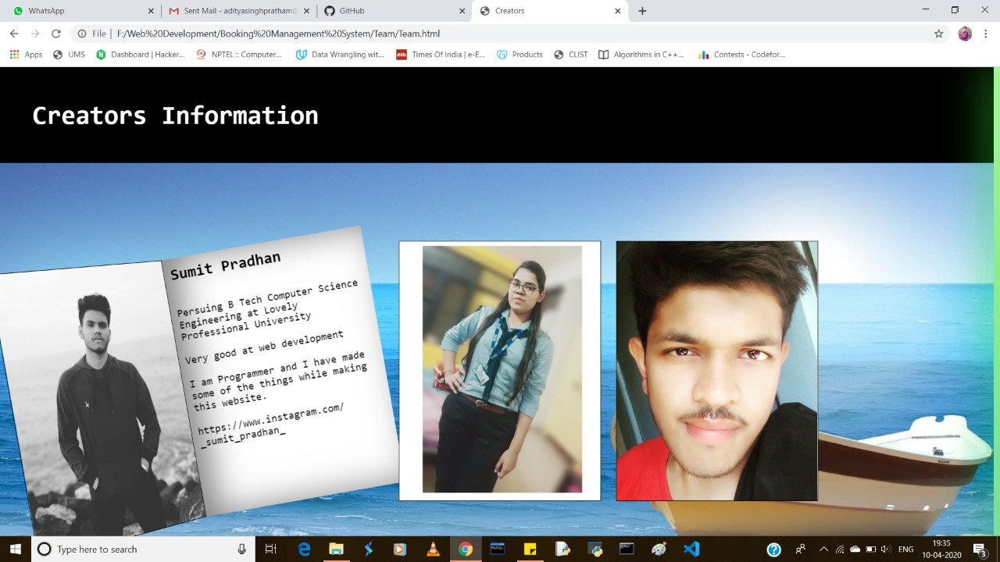 WhatsApp
Sent Mail - adityasinghpratham@
GitHub
Creators
File | F:/Web%20Development/Booking%20Management%20System/Team/Team.html
Apps
UMS
Dashboard | Hacker...
NPTEL :: Computer...
Data Wrangling wit...
Times Of India | e-E...
Products
CLIST
Algorithms in C++...
Contests - Codefor...
Creators Information
Sumit Pradhan
Persuing B Tech Computer Science
Engineering at Lovely
Professional University
Very good at web development
I am Programmer and I have made
some of the things while making
this website.
https://www.instagram.com/
_sumit_pradhan_
Type here to search
ENG
19:35
10-04-2020
3